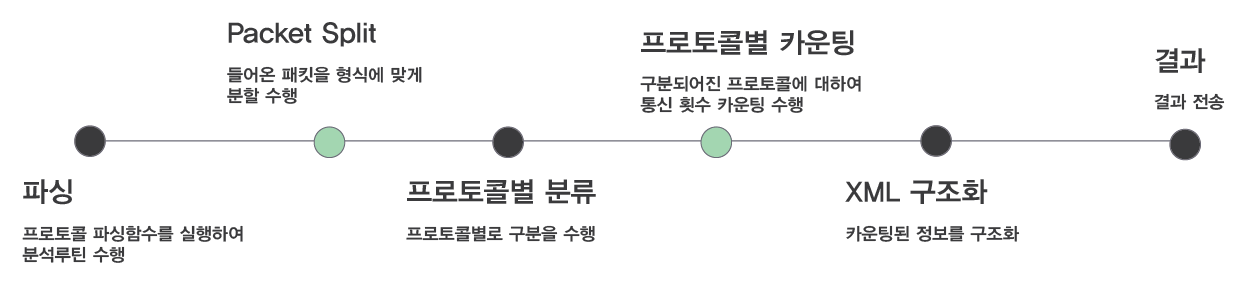 파싱
프로토콜 파싱함수를 실행하여
분석루틴 수행
Packet Split
들어온 패킷을 형식에 맞게
분할 수행
프로토콜별 분류
프로토콜별로 구분을 수행
프로토콜별 카운팅
구분되어진 프로토콜에 대하여
통신 횟수 카운팅 수행
XML 구조화
카운팅된 정보를 구조화
결과
결과 전송